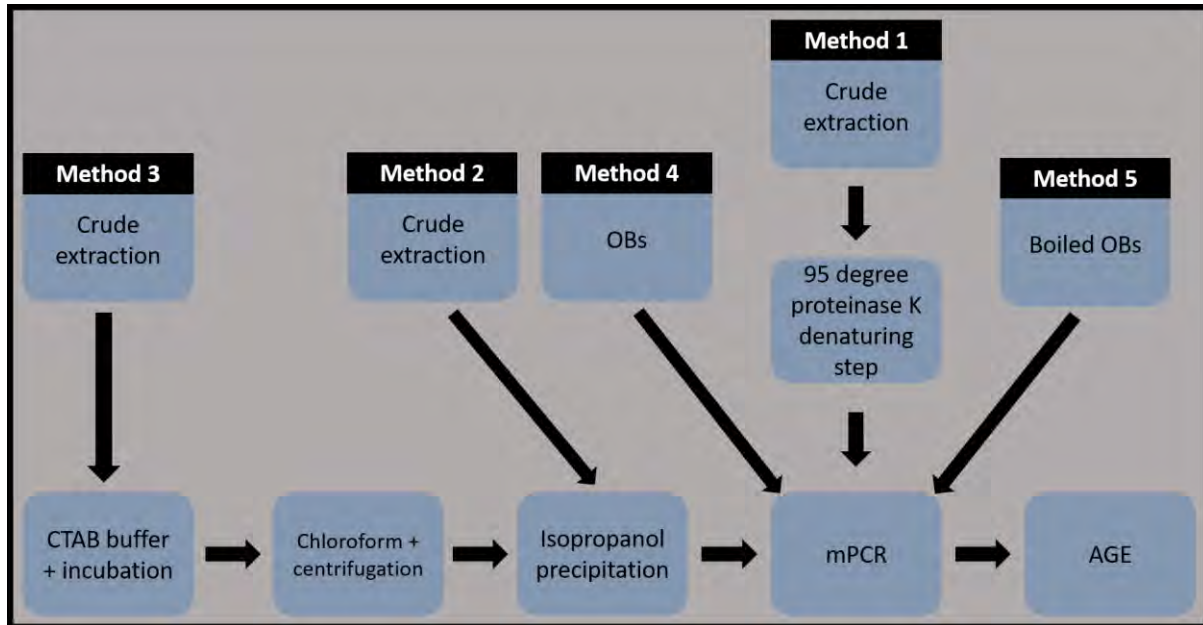 Method 1
Crude
extraction
Method 3
Crude
extraction
Method 2
Crude
extraction
Method 4
OBs
Method 5
Boiled OBs
95 degree
proteinase K
denaturing
step
CTAB buffer
+ incubation
Chloroform +
centrifugation
Isopropanol
precipitation
mPCR
AGE